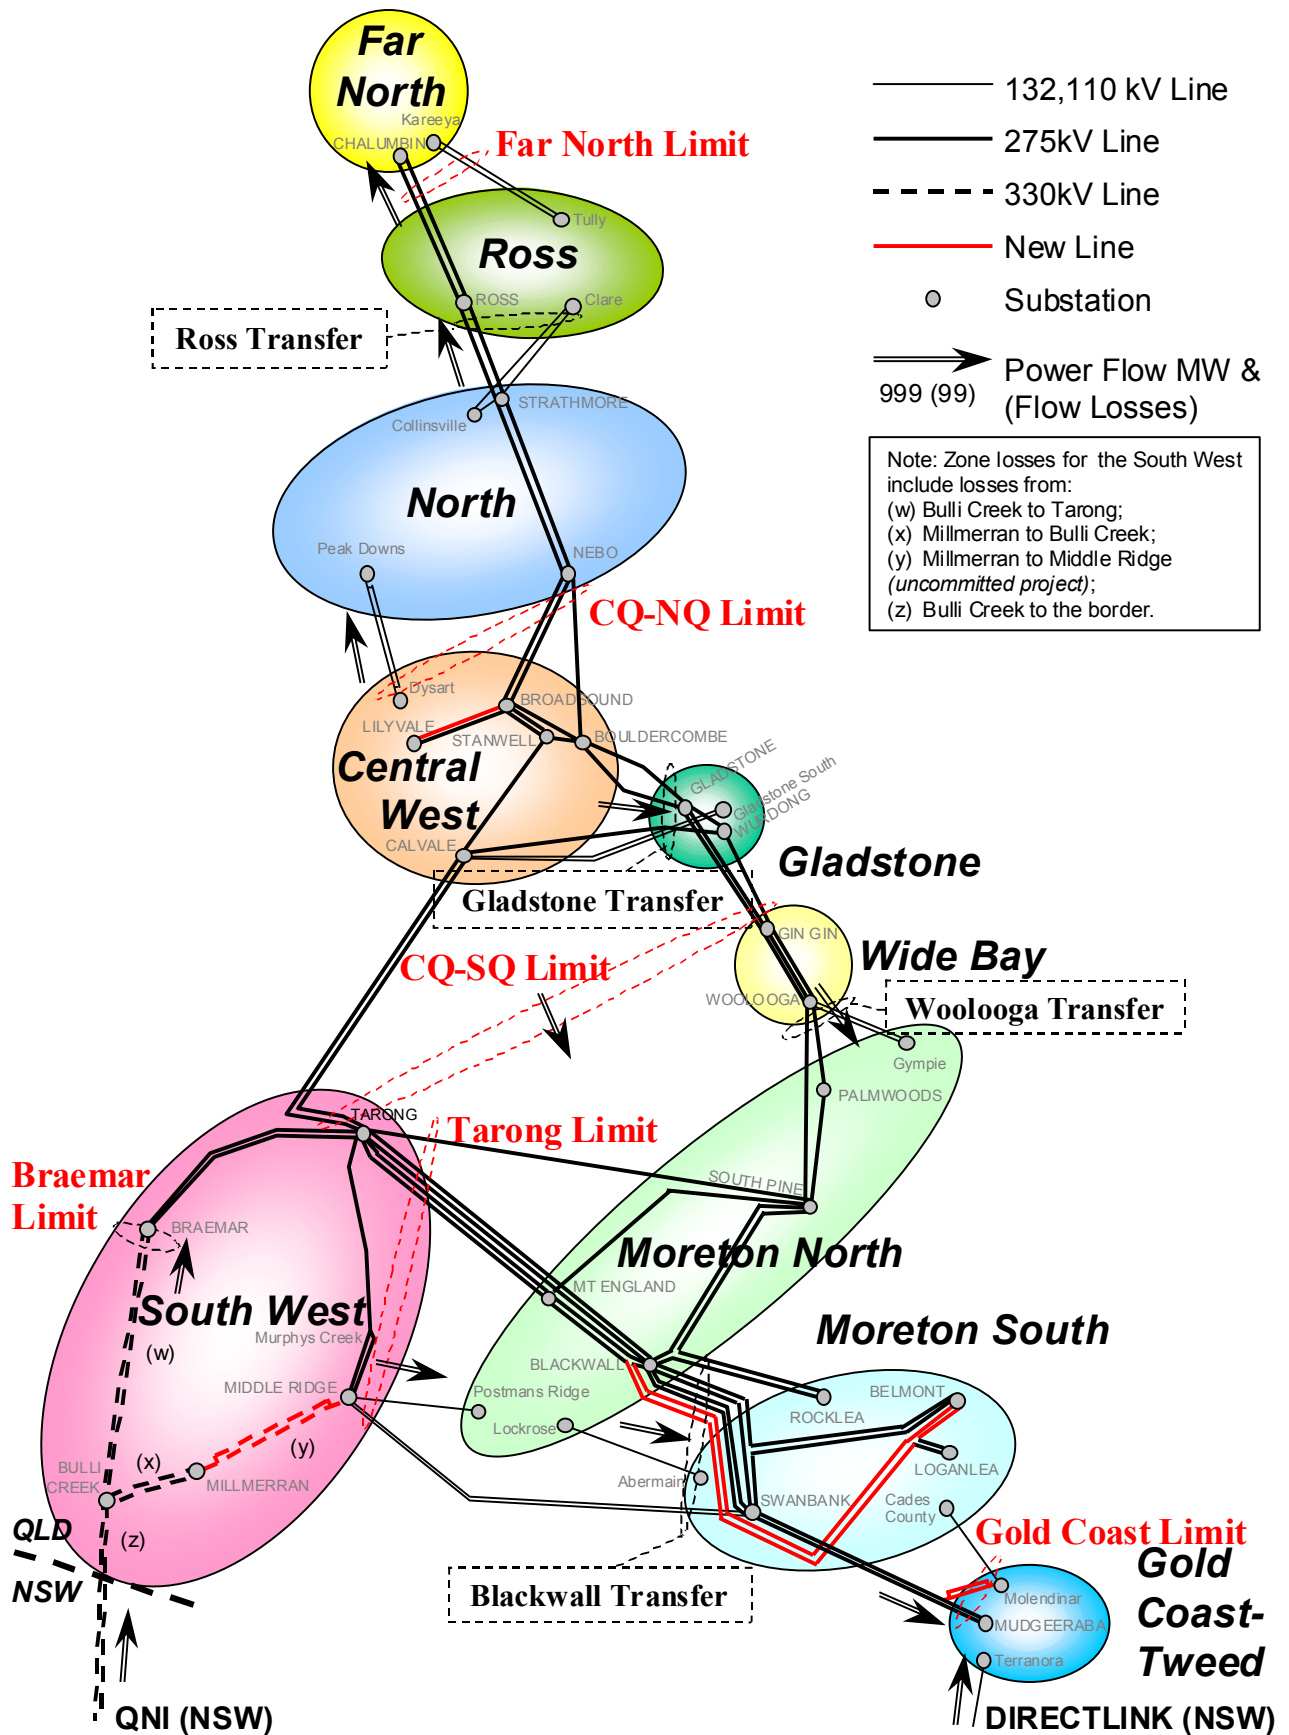 Far
North
Kareeya
CHALUMBIN
Far North Limit
132,110 kV Line
275kV Line
330kV Line
New Line
Substation
Power Flow MW &
(Flow Losses)
999 (99)
Note: Zone losses for the South West
include losses from:
(w) Bulli Creek to Tarong;
(x) Millmerran to Bulli Creek;
(y) Millmerran to Middle Ridge
(uncommitted project);
(z) Bulli Creek to the border.
Tully
Ross
ROSS
Clare
Ross Transfer
STRATHMORE
Collinsville
North
Peak Downs
NEBO
CQ-NQ Limit
Dysart
BROADSOUND
LILYVALE
STANWELL
BOULDERCOMBE
Central
West
CALVALE
GLADSTONE
Gladstone South
WURDONG
Gladstone
Gladstone Transfer
GIN GIN
Wide Bay
CQ-SQ Limit
WOOLOOGA
Woolooga Transfer
Gympie
PALMWOODS
TARONG
Tarong Limit
Braemar
Limit
SOUTH PINE
BRAEMAR
Moreton North
MT ENGLAND
South West
Murphys Creek
(w)
Moreton South
BLACKWALL
MIDDLE RIDGE
Postmans Ridge
BELMONT
ROCKLEA
Lockrose
(y)
(x)
BULLI
CREEK
MILLMERRAN
LOGANLEA
Abermain
SWANBANK
Cades
County
(z)
QLD
NSW
Gold Coast Limit
Gold
Coast-
Tweed
Blackwall Transfer
Molendinar
MUDGEERABA
Terranora
QNI (NSW)
DIRECTLINK (NSW)